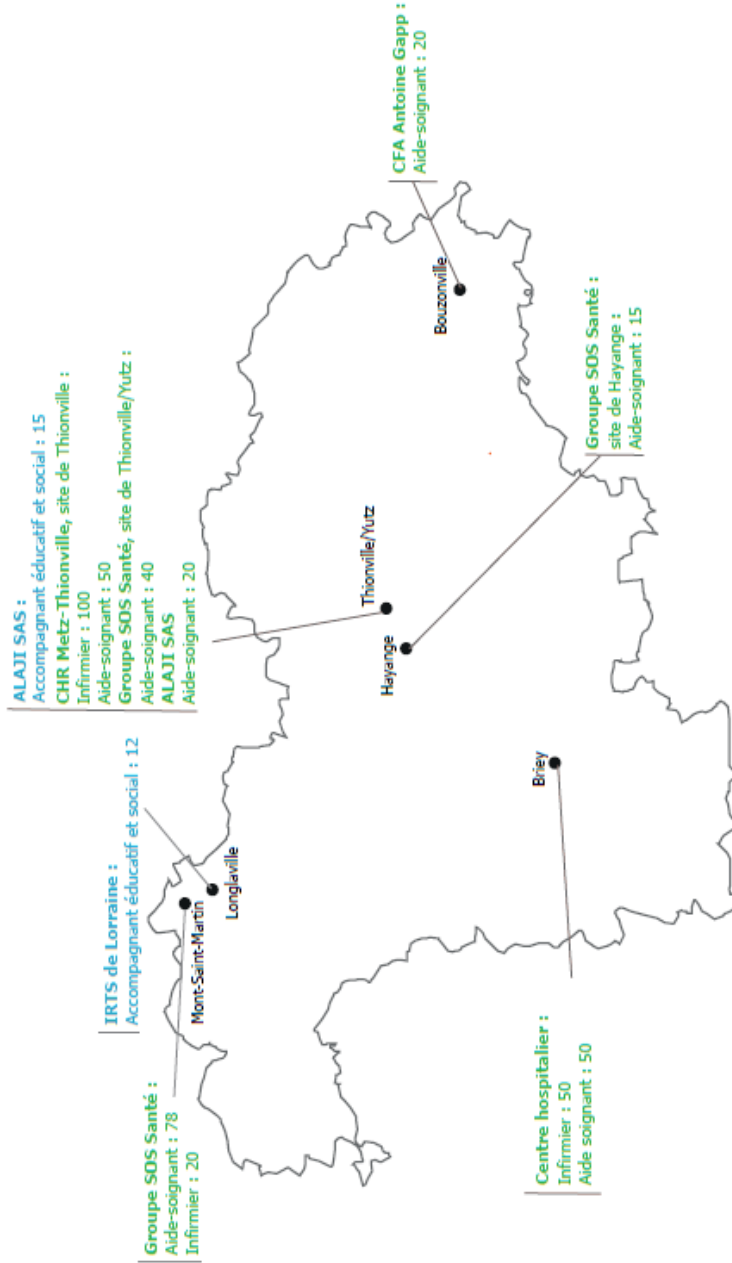 ALAJI SAS :
Accompagnant éducatif et social : 15
CHR Metz-Thionville, site de Thionville :
Infirmier : 100
Aide-soignant : 50
Groupe SOS Santé, site de Thionville/Yutz :
Aide-soignant : 40
ALAJI SAS
Aide-soignant : 20
IRTS de Lorraine :
Accompagnant éducatif et social : 12
Groupe SOS Santé :
Aide-soignant : 78
Infirmier : 20
Mont-Saint-Martin
Longlaville
Thionville/Yutz
Hayange
Bouzonville
CFA Antoine Gapp :
Aide-soignant : 20
Briey
Groupe SOS Santé :
site de Hayange :
Aide-soignant : 15
Centre hospitalier :
Infirmier : 50
Aide soignant : 50